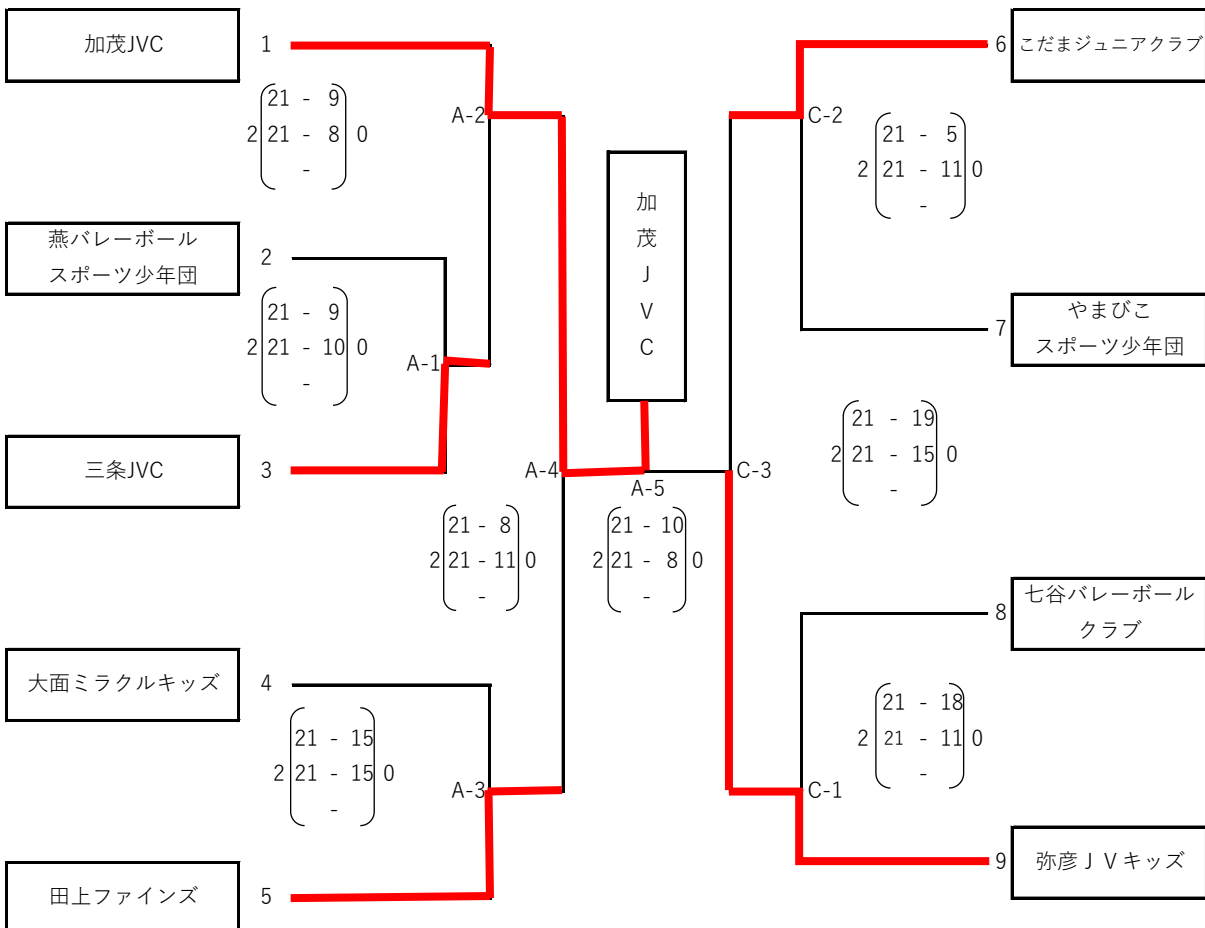 加茂JVC
1
21 - 9
2 21 - 8 0
-
A-2
燕バレーボール
スポーツ少年団
2
21 - 9
2 21 - 10 0
-
A-1
三条JVC
3
A-4
21 - 8
2 21 - 11 0
-
大面ミラクルキッズ
4
21 - 15
2 21 - 15 0
-
A-3
田上ファインズ
5
加
茂
J
V
C
A-5
21 - 10
2 21 - 8 0
-
6
こだまジュニアクラブ
C-2
21 - 5
2 21 - 11 0
-
7
やまびこ
スポーツ少年団
21 - 19
2 21 - 15 0
-
C-3
8
七谷バレーボール
クラブ
21 - 18
2 21 - 11 0
-
C-1
9
弥彦ＪＶキッズ